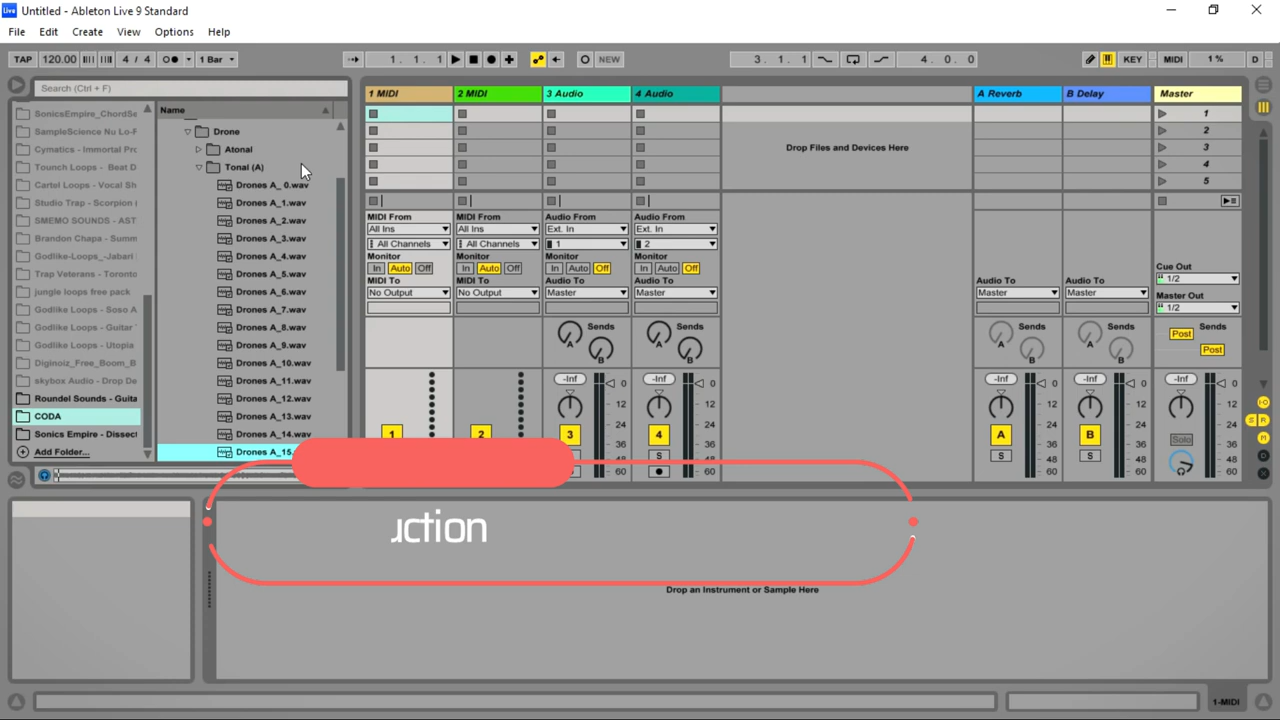 Live Untitled - Ableton Live 9 Standard
File Edit Create View Options Help
TAP 120.00 4 / 4 1 Bar 1. 1. 1 NEW 3. 1. 1 4. 0. 0 KEY MIDI 1 % D
Search (Ctrl + F)
SonicsEmpire_ChordSe
SampleScience Nu Lo-F
Cymatics - Immortal Pro
Tounch Loops - Beat D
Cartel Loops - Vocal Sh
Studio Trap - Scorpion (
SMEMO SOUNDS - AST
Brandon Chapa - Summ
Godlike-Loops_-Jabari
Trap Veterans - Toronto
jungle loops free pack
Godlike Loops - Soso A
Godlike Loops - Guitar
Godlike Loops - Utopia
Diginoiz_Free_Boom_B
skybox Audio - Drop De
Roundel Sounds - Guita
CODA
Sonics Empire - Dissect
Add Folder...
Name
Drone
Atonal
Tonal (A)
Drones A_ 0.wav
Drones A_1.wav
Drones A_2.wav
Drones A_3.wav
Drones A_4.wav
Drones A_5.wav
Drones A_6.wav
Drones A_7.wav
Drones A_8.wav
Drones A_9.wav
Drones A_10.wav
Drones A_11.wav
Drones A_12.wav
Drones A_13.wav
Drones A_14.wav
Drones A_15.
1 MIDI 2 MIDI 3 Audio 4 Audio A Reverb B Delay Master
1
2
3
4
5
Drop Files and Devices Here
MIDI From MIDI From Audio From Audio From
All Ins All Ins Ext. In Ext. In
All Channels All Channels 1 2
Monitor Monitor Monitor Monitor
In Auto Off In Auto Off In Auto Off In Auto Off
MIDI To MIDI To Audio To Audio To Audio To Audio To
No Output No Output Master Master Master Master
Cue Out
1/2
Master Out
1/2
Sends Sends Sends Sends Sends
A B A B A B A B Post Post
-Inf -Inf -Inf -Inf -Inf
0 12 24 36 48 60
0 12 24 36 48 60
0 12 24 36 48 60
0 12 24 36 48 60
0 12 24 36 48 60
1 2 3 4 A B Solo
S S S
uction
Drop an Instrument or Sample Here
1-MIDI